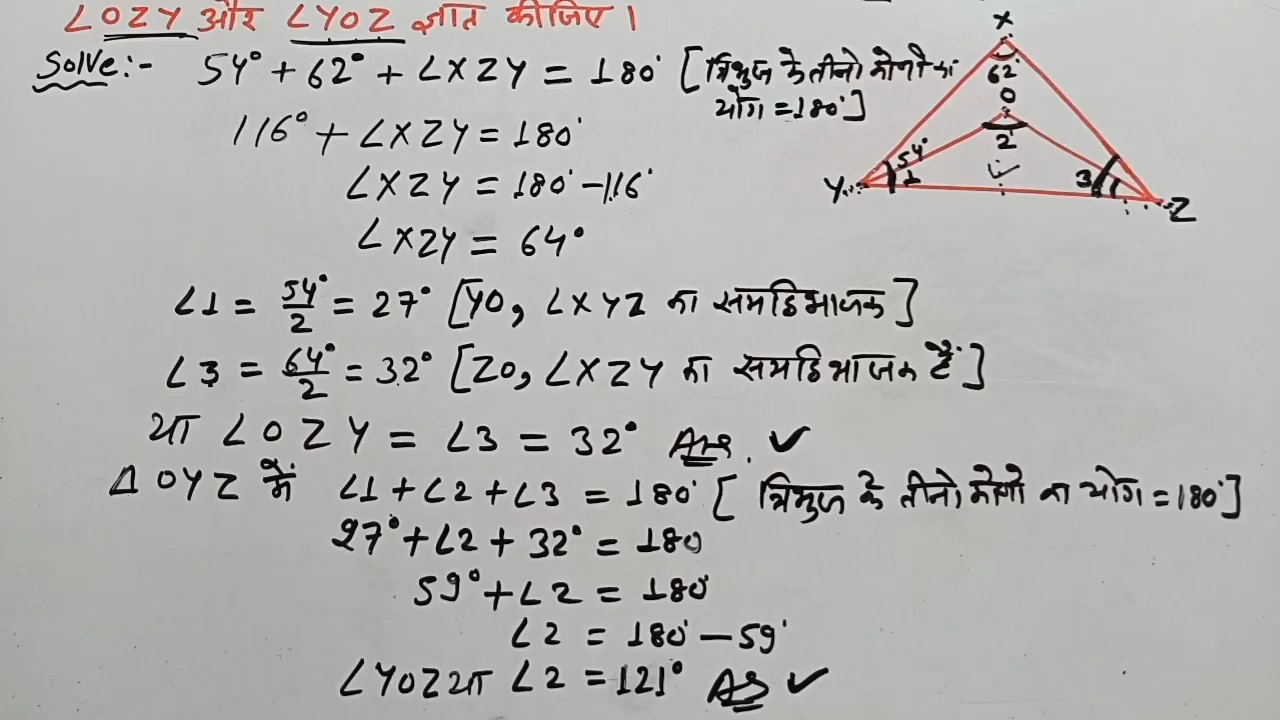 ∠OZY और ∠YOZ ज्ञात कीजिए।
Solve:- 54° + 62° + ∠XZY = 180° [त्रिभुज के तीनो कोणो का
योग = 180°]
116° + ∠XZY = 180°
∠XZY = 180° - 116°
∠XZY = 64°
∠1 = 54°/2 = 27° [YO, ∠XYZ का समद्विभाजक]
∠3 = 64°/2 = 32° [ZO, ∠XZY का समद्विभाजक है]
या ∠OZY = ∠3 = 32° Ans.
ΔOYZ में ∠1 + ∠2 + ∠3 = 180° [त्रिभुज के तीनो कोणो का योग = 180°]
27° + ∠2 + 32° = 180
59° + ∠2 = 180°
∠2 = 180° - 59°
∠YOZ या ∠2 = 121° Ans
X
62°
O
2
54°
1
3
Y
Z